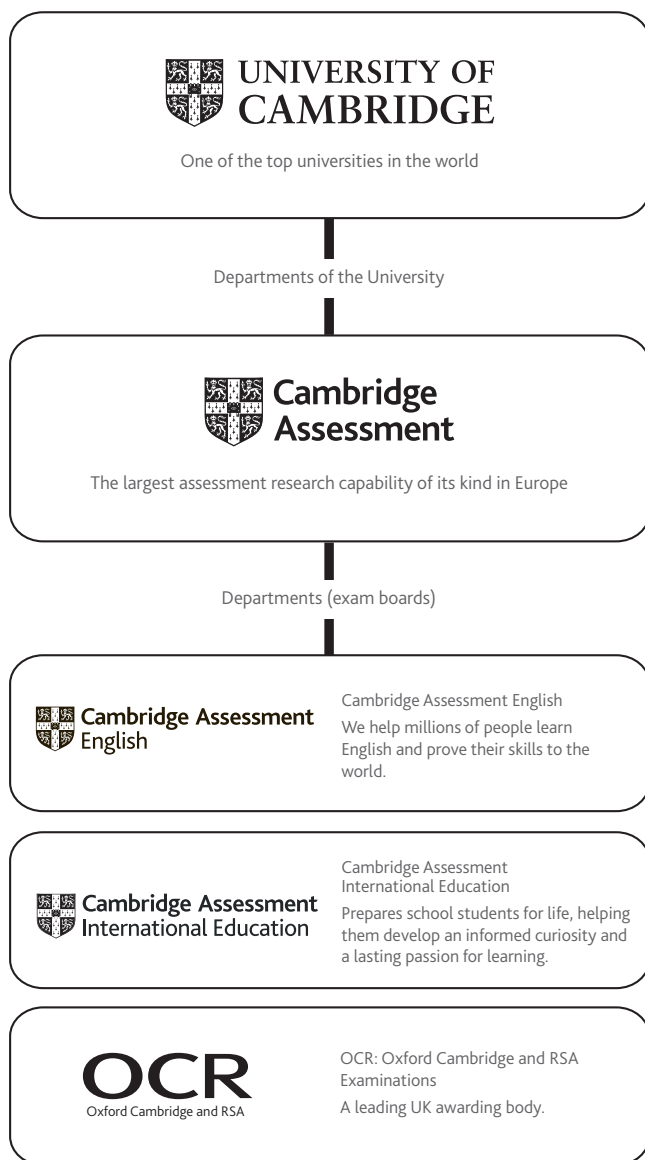 UNIVERSITY OF
CAMBRIDGE
One of the top universities in the world
Departments of the University
Cambridge
Assessment
The largest assessment research capability of its kind in Europe
Departments (exam boards)
Cambridge Assessment
English
Cambridge Assessment English
We help millions of people learn
English and prove their skills to the
world.
Cambridge Assessment
International Education
Cambridge Assessment
International Education
Prepares school students for life, helping
them develop an informed curiosity and
a lasting passion for learning.
OCR
Oxford Cambridge and RSA
OCR: Oxford Cambridge and RSA
Examinations
A leading UK awarding body.